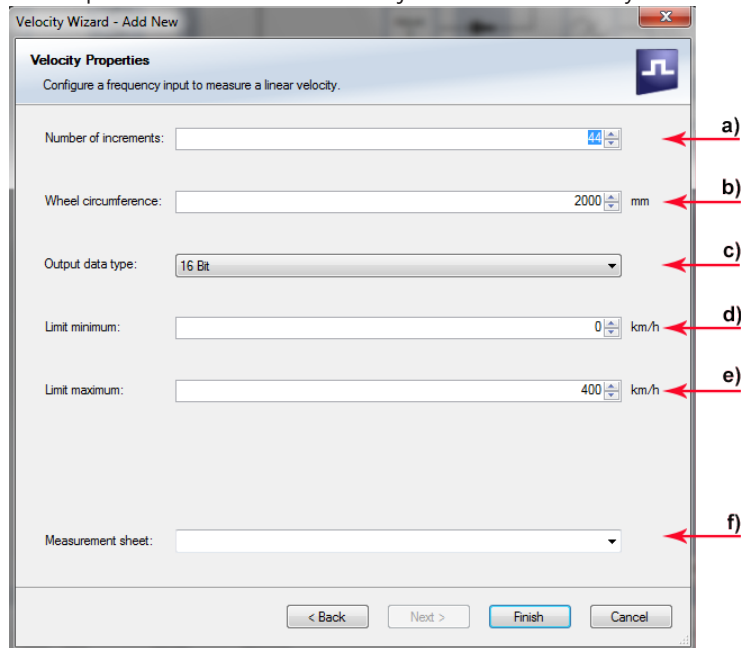 Velocity Wizard - Add New
Velocity Properties
Configure a frequency input to measure a linear velocity.
Number of increments: 44 a)
Wheel circumference: 2000 mm b)
Output data type: 16 Bit c)
Limit minimum: 0 km/h d)
Limit maximum: 400 km/h e)
Measurement sheet: f)
< Back Next > Finish Cancel